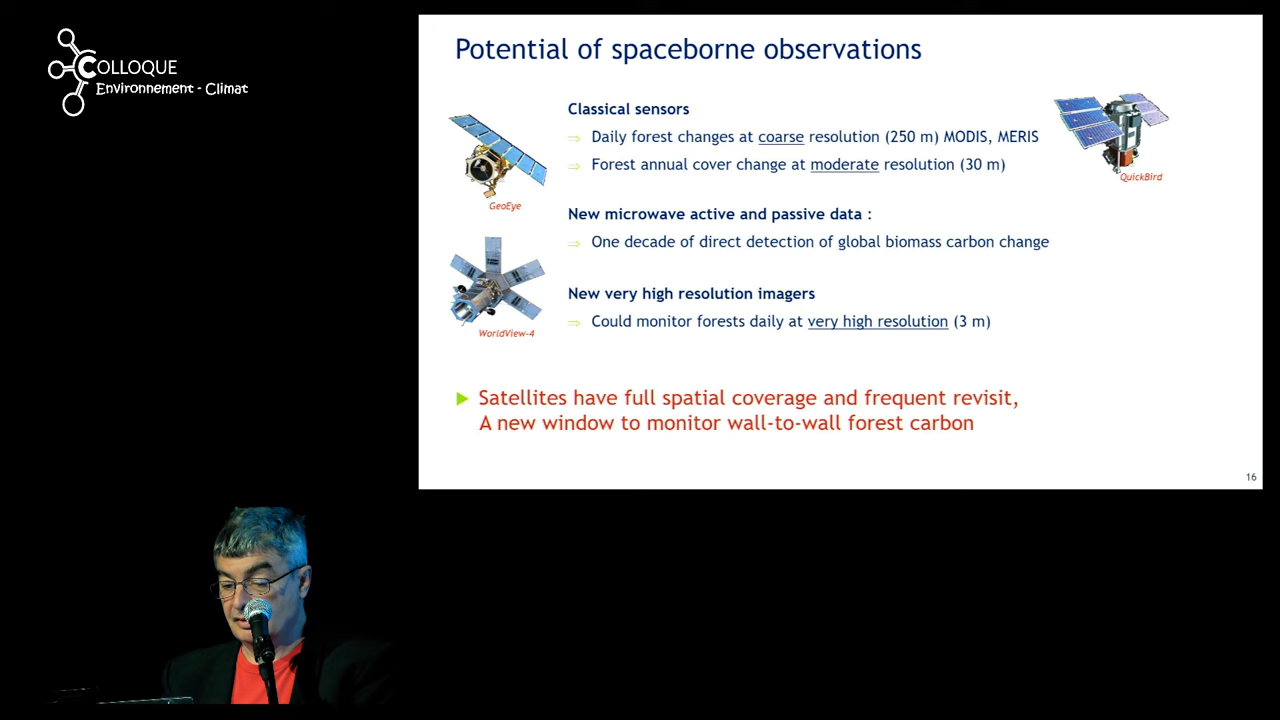 COLLOQUE
Environnement - Climat
Potential of spaceborne observations
Classical sensors
⇒ Daily forest changes at coarse resolution (250 m) MODIS, MERIS
⇒ Forest annual cover change at moderate resolution (30 m)
GeoEye
QuickBird
New microwave active and passive data :
⇒ One decade of direct detection of global biomass carbon change
New very high resolution imagers
⇒ Could monitor forests daily at very high resolution (3 m)
WorldView-4
► Satellites have full spatial coverage and frequent revisit,
A new window to monitor wall-to-wall forest carbon
16